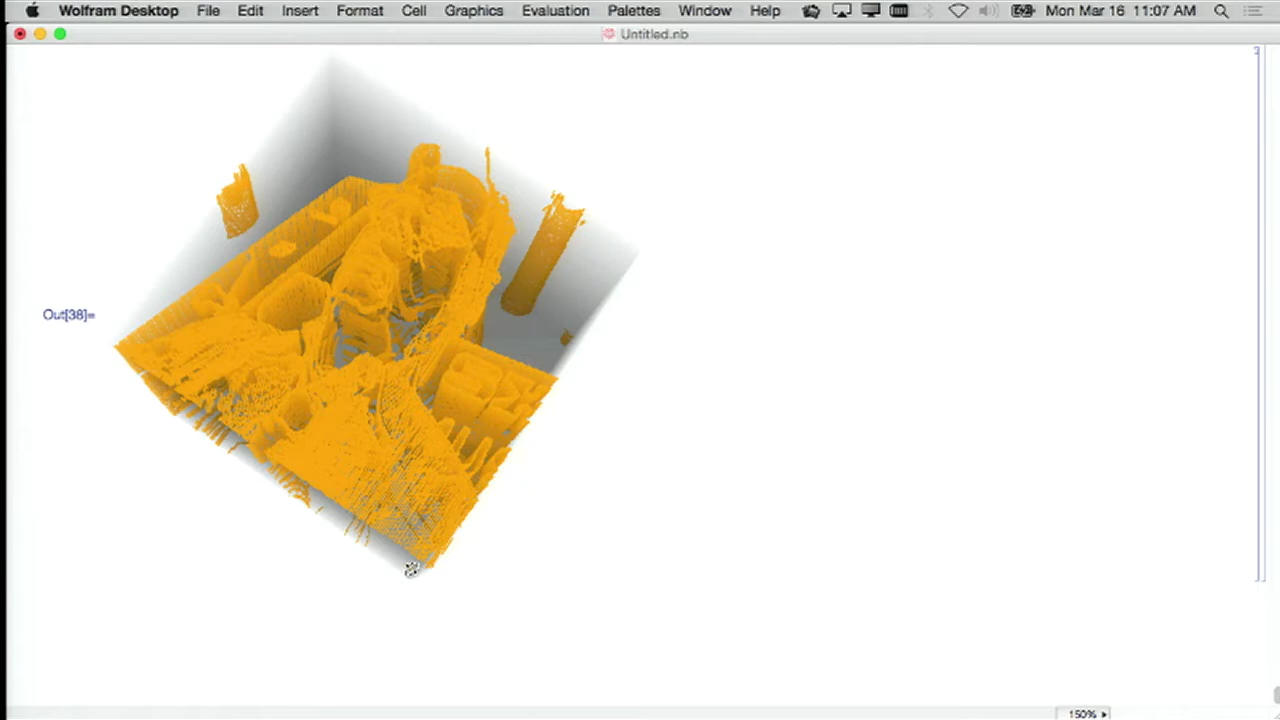 Wolfram Desktop File Edit Insert Format Cell Graphics Evaluation Palettes Window Help Mon Mar 16 11:07 AM
Untitled.nb
Out[38]=
150%